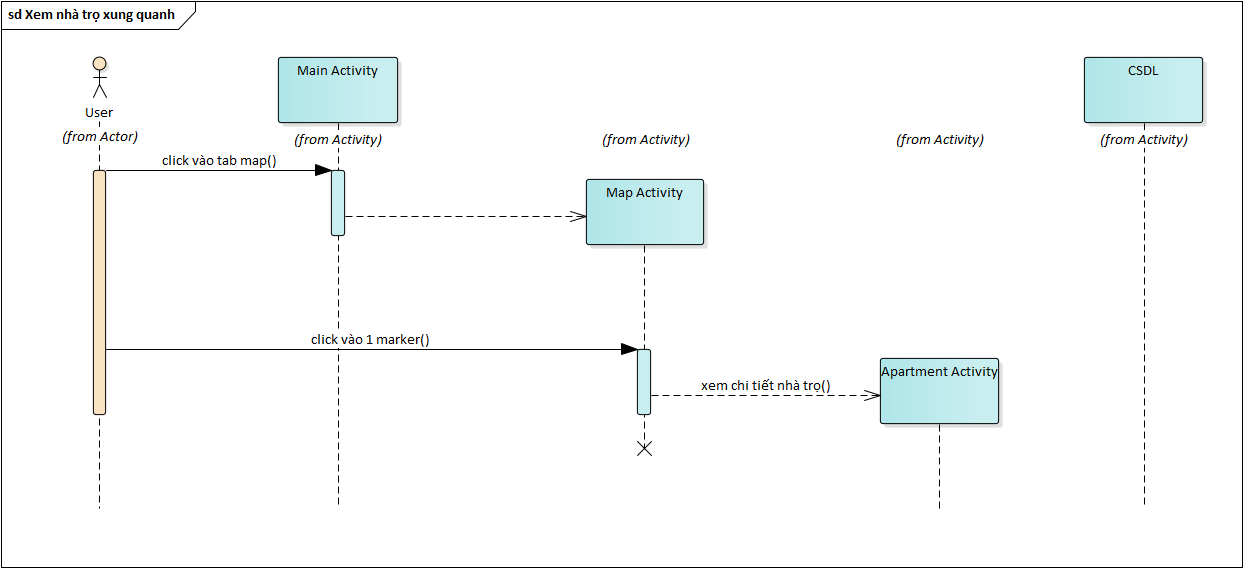 sd Xem nhà trọ xung quanh
Main Activity
CSDL
User
(from Actor)
(from Activity)
(from Activity)
(from Activity)
(from Activity)
click vào tab map()
Map Activity
click vào 1 marker()
Apartment Activity
xem chi tiết nhà trọ()